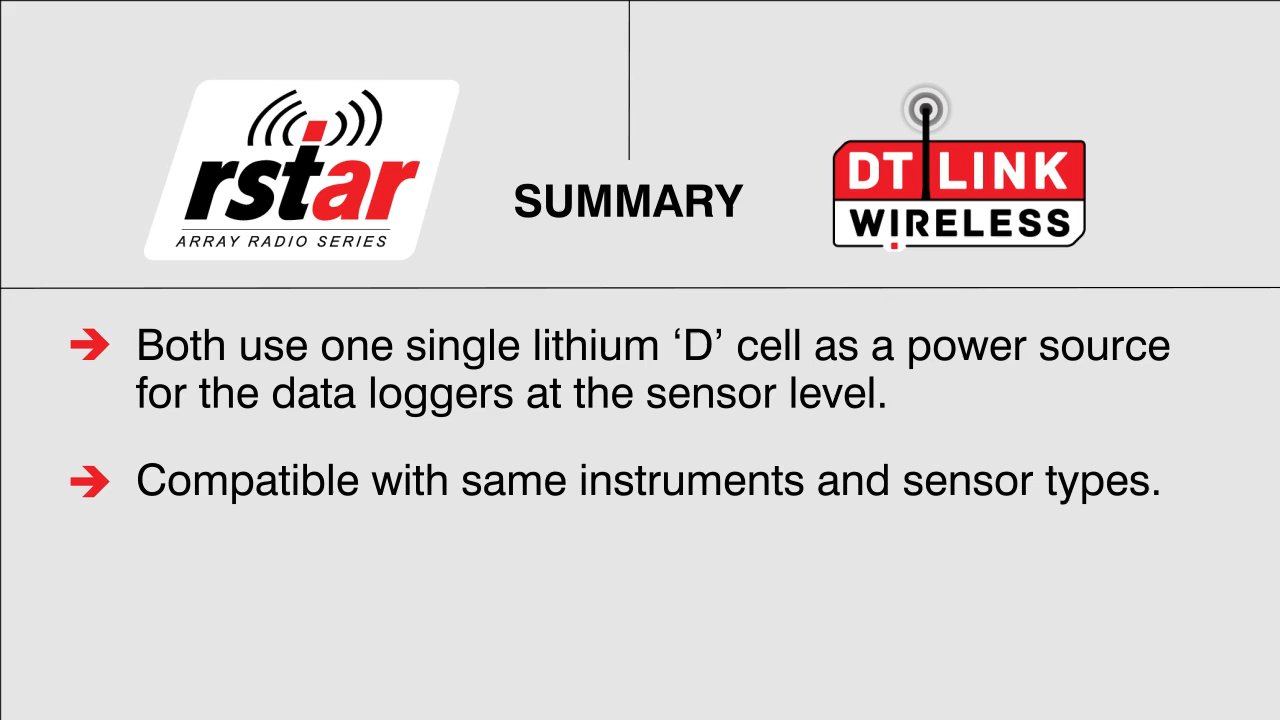 rstar
ARRAY RADIO SERIES
SUMMARY
DT LINK
WIRELESS
Both use one single lithium ‘D’ cell as a power source
for the data loggers at the sensor level.
Compatible with same instruments and sensor types.